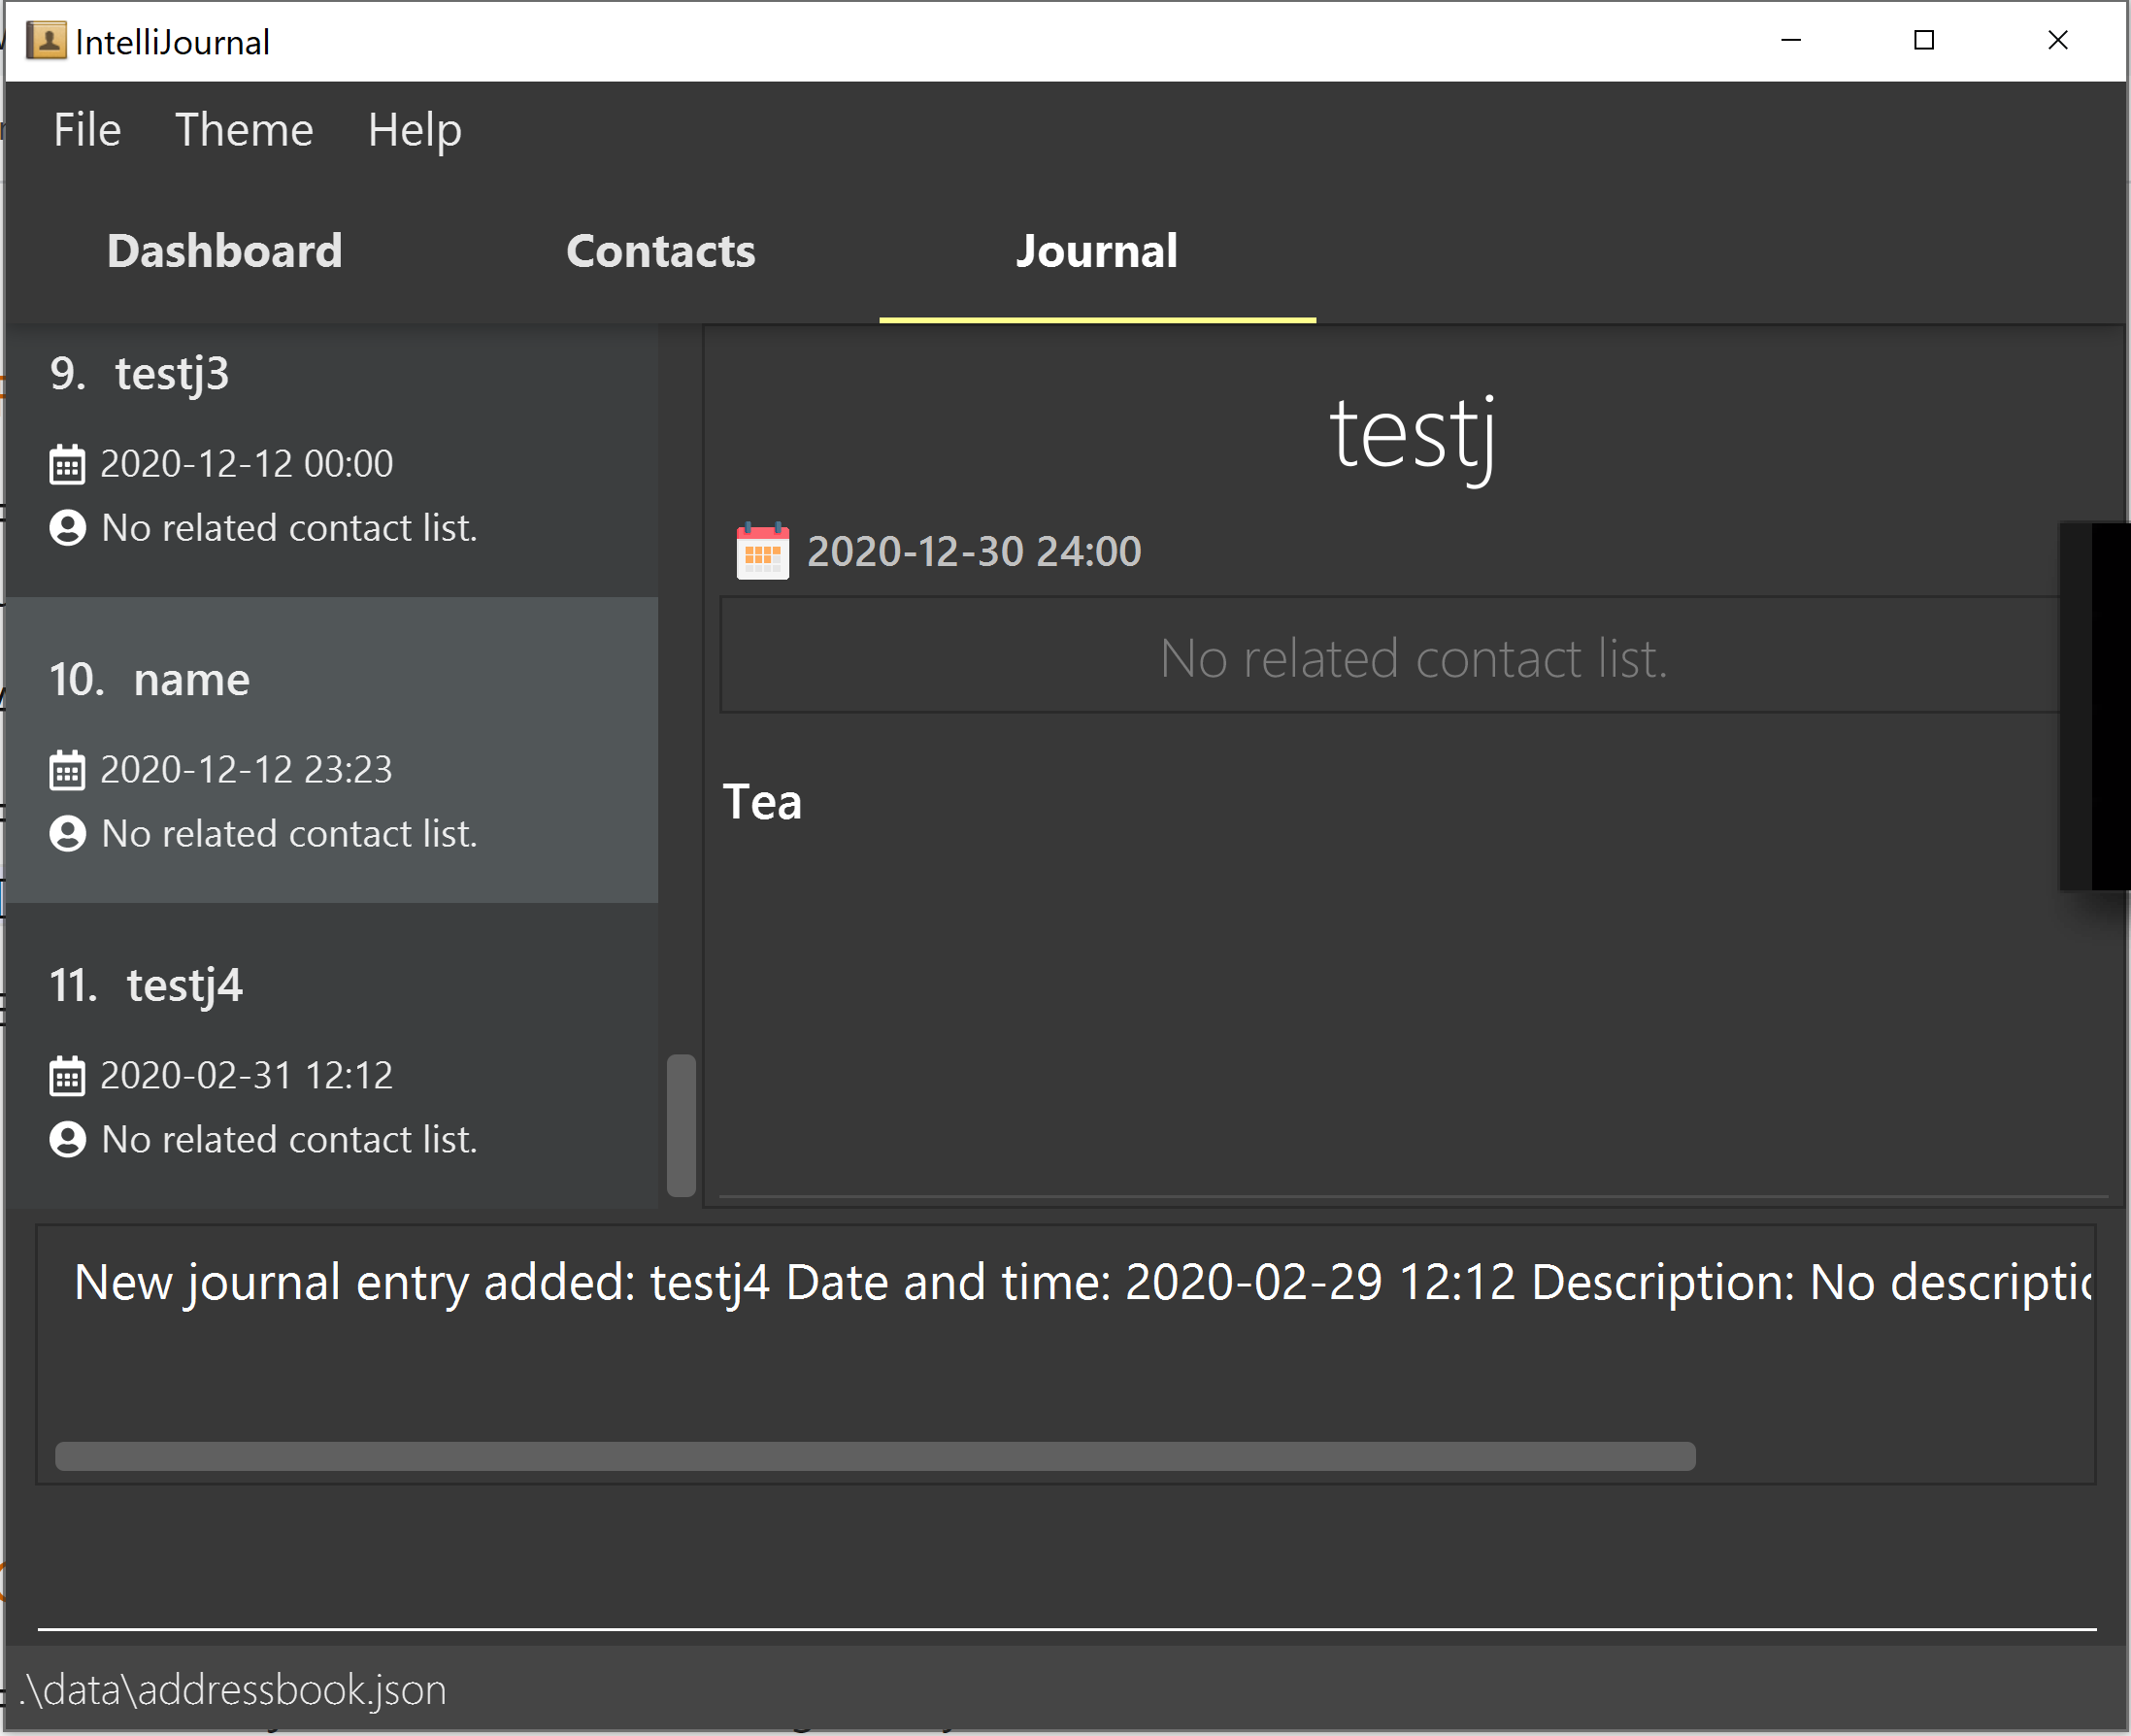 IntelliJournal
File Theme Help
Dashboard Contacts Journal
9. testj3
2020-12-12 00:00
No related contact list.
10. name
2020-12-12 23:23
No related contact list.
11. testj4
2020-02-31 12:12
No related contact list.
testj
2020-12-30 24:00
No related contact list.
Tea
New journal entry added: testj4 Date and time: 2020-02-29 12:12 Description: No
.\data\addressbook.json